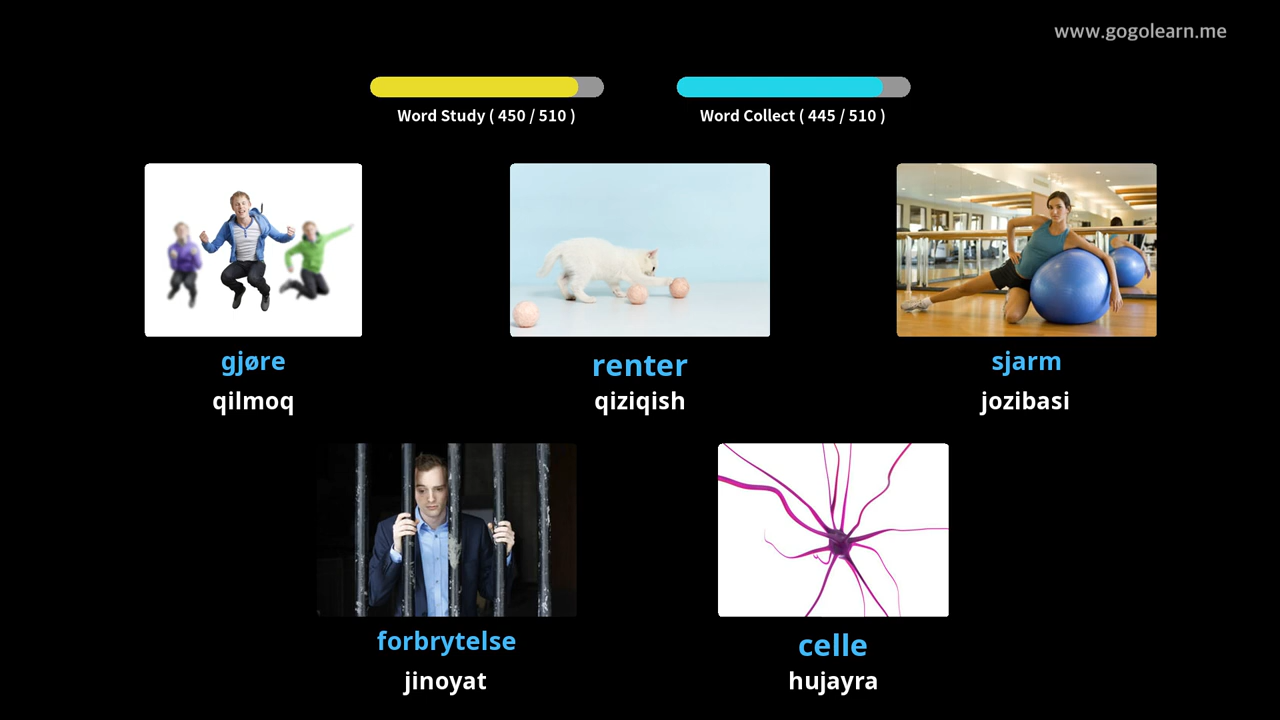 www.gogolearn.me
Word Study ( 450 / 510 )
Word Collect ( 445 / 510 )
gjøre
qilmoq
renter
qiziqish
sjarm
jozibasi
forbrytelse
jinoyat
celle
hujayra